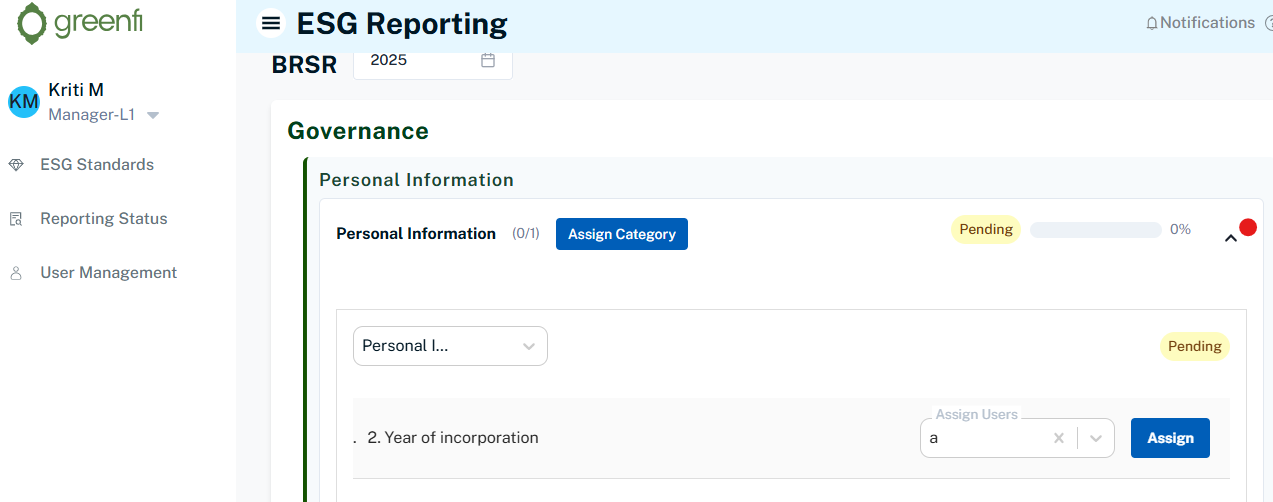 greenfi
ESG Reporting
Notifications
BRSR
2025
KM
Kriti M
Manager-L1
ESG Standards
Reporting Status
User Management
Governance
Personal Information
Personal Information (0/1) Assign Category Pending 0%
Personal I... Pending
. 2. Year of incorporation
Assign Users
a
Assign